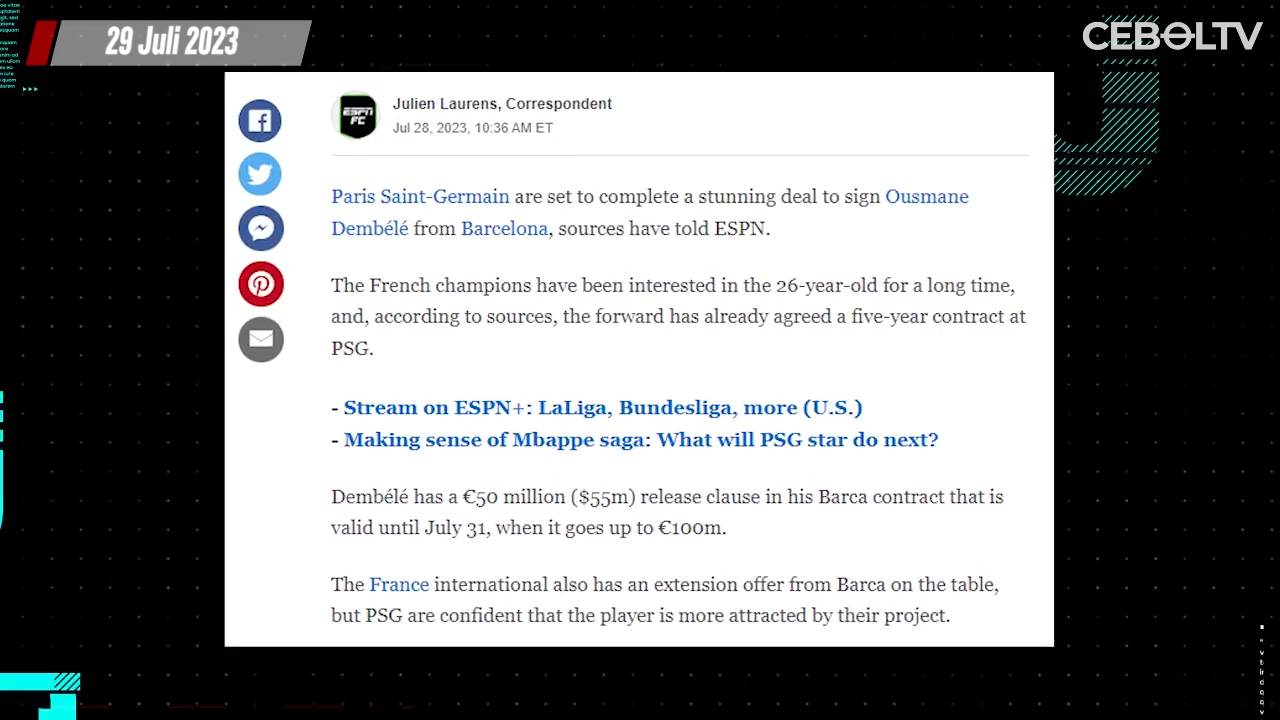 29 Juli 2023
CEBOLTV
ESPN
FC
Julien Laurens, Correspondent
Jul 28, 2023, 10:36 AM ET
Paris Saint-Germain are set to complete a stunning deal to sign Ousmane
Dembélé from Barcelona, sources have told ESPN.
The French champions have been interested in the 26-year-old for a long time,
and, according to sources, the forward has already agreed a five-year contract at
PSG.
- Stream on ESPN+: LaLiga, Bundesliga, more (U.S.)
- Making sense of Mbappe saga: What will PSG star do next?
Dembélé has a €50 million ($55m) release clause in his Barca contract that is
valid until July 31, when it goes up to €100m.
The France international also has an extension offer from Barca on the table,
but PSG are confident that the player is more attracted by their project.